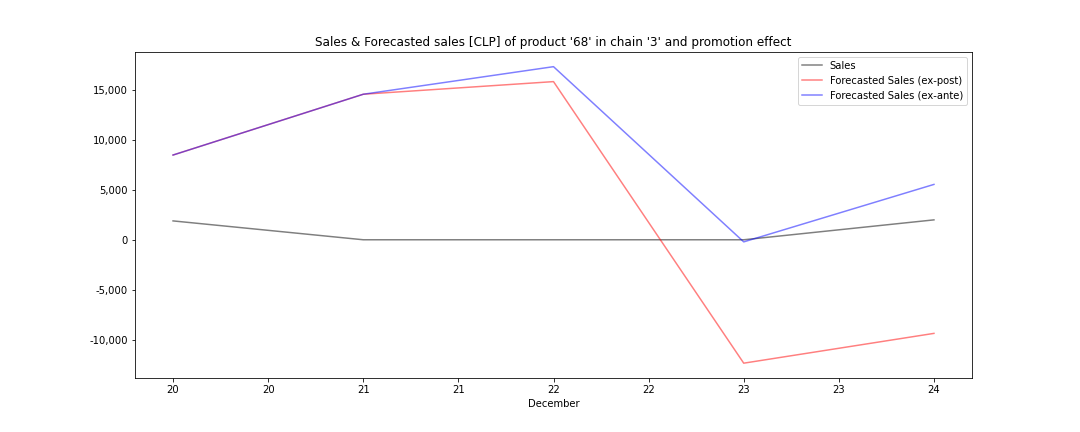 Sales & Forecasted sales [CLP] of product '68' in chain '3' and promotion effect
Sales
Forecasted Sales (ex-post)
Forecasted Sales (ex-ante)
15,000
10,000
5,000
0
-5,000
-10,000
20 20 21 21 22 22 23 23 24
December